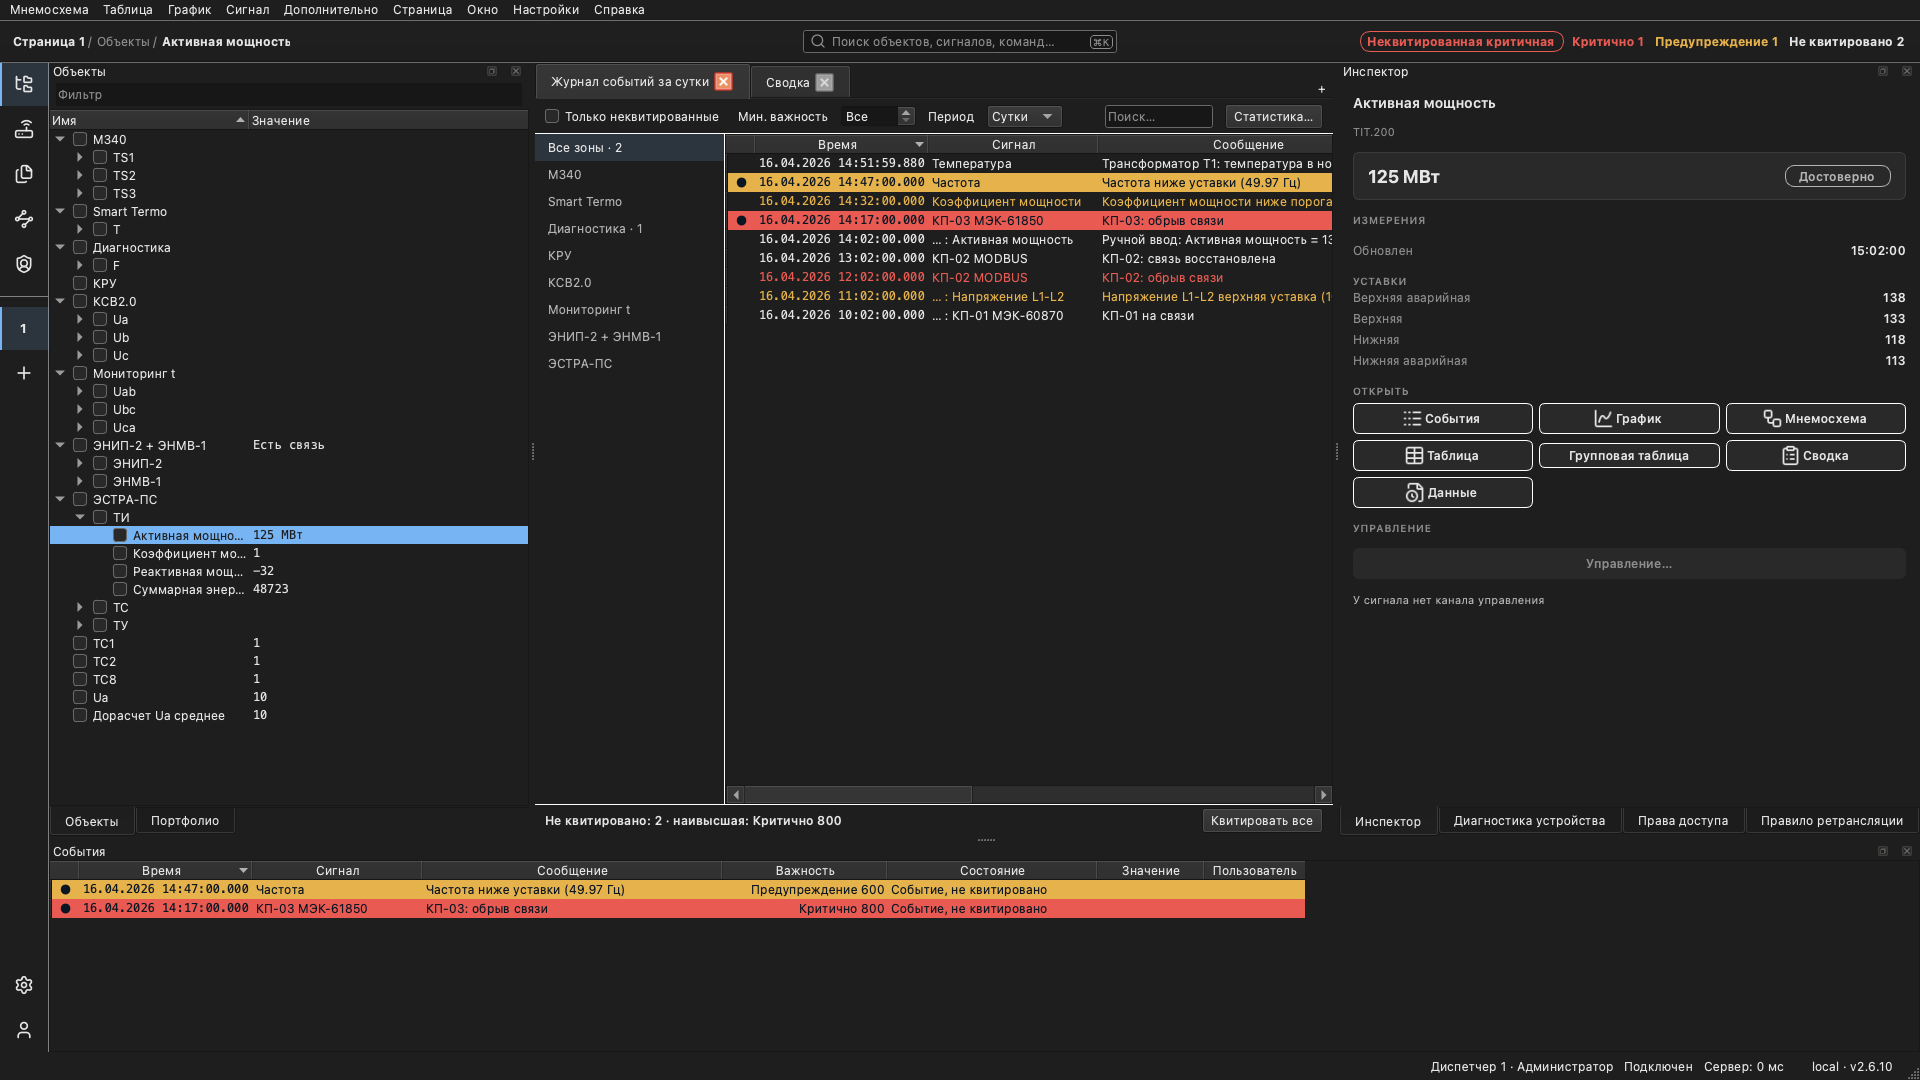 Мнемосхема Таблица График Сигнал Дополнительно Страница Окно Настройки Справка
Страница 1 / Объекты / Активная мощность
Поиск объектов, сигналов, команд... ⌘K
Неквитированная критичная Критично 1 Предупреждение 1 Не квитировано 2
Объекты
Фильтр
Имя Значение
М340
TS1
TS2
TS3
Smart Termo
T
Диагностика
F
КРУ
КСВ2.0
Ua
Ub
Uc
Мониторинг t
Uab
Ubc
Uca
ЭНИП-2 + ЭНМВ-1 Есть связь
ЭНИП-2
ЭНМВ-1
ЭСТРА-ПС
ТИ
Активная мощно... 125 МВт
Коэффициент мо... 1
Реактивная мощ... −32
Суммарная энер... 48723
ТС
ТУ
ТС1 1
ТС2 1
ТС8 1
Ua 10
Дорасчет Ua среднее 10
Объекты Портфолио
1
Журнал событий за сутки Сводка
+
Только неквитированные Мин. важность Все Период Сутки Поиск... Статистика...
Все зоны · 2
М340
Smart Termo
Диагностика · 1
КРУ
КСВ2.0
Мониторинг t
ЭНИП-2 + ЭНМВ-1
ЭСТРА-ПС
Время Сигнал Сообщение
16.04.2026 14:51:59.880 Температура Трансформатор Т1: температура в но
16.04.2026 14:47:00.000 Частота Частота ниже уставки (49.97 Гц)
16.04.2026 14:32:00.000 Коэффициент мощности Коэффициент мощности ниже порога
16.04.2026 14:17:00.000 КП-03 МЭК-61850 КП-03: обрыв связи
16.04.2026 14:02:00.000 ... : Активная мощность Ручной ввод: Активная мощность = 13
16.04.2026 13:02:00.000 КП-02 MODBUS КП-02: связь восстановлена
16.04.2026 12:02:00.000 КП-02 MODBUS КП-02: обрыв связи
16.04.2026 11:02:00.000 ... : Напряжение L1-L2 Напряжение L1-L2 верхняя уставка (1
16.04.2026 10:02:00.000 ... : КП-01 МЭК-60870 КП-01 на связи
Не квитировано: 2 · наивысшая: Критично 800 Квитировать все
Инспектор
Активная мощность
TIT.200
125 МВт Достоверно
ИЗМЕРЕНИЯ
Обновлен 15:02:00
УСТАВКИ
Верхняя аварийная 138
Верхняя 133
Нижняя 118
Нижняя аварийная 113
ОТКРЫТЬ
События График Мнемосхема
Таблица Групповая таблица Сводка
Данные
УПРАВЛЕНИЕ
Управление...
У сигнала нет канала управления
Инспектор Диагностика устройства Права доступа Правило ретрансляции
События
Время Сигнал Сообщение Важность Состояние Значение Пользователь
16.04.2026 14:47:00.000 Частота Частота ниже уставки (49.97 Гц) Предупреждение 600 Событие, не квитировано
16.04.2026 14:17:00.000 КП-03 МЭК-61850 КП-03: обрыв связи Критично 800 Событие, не квитировано
Диспетчер 1 · Администратор Подключен Сервер: 0 мс local · v2.6.10